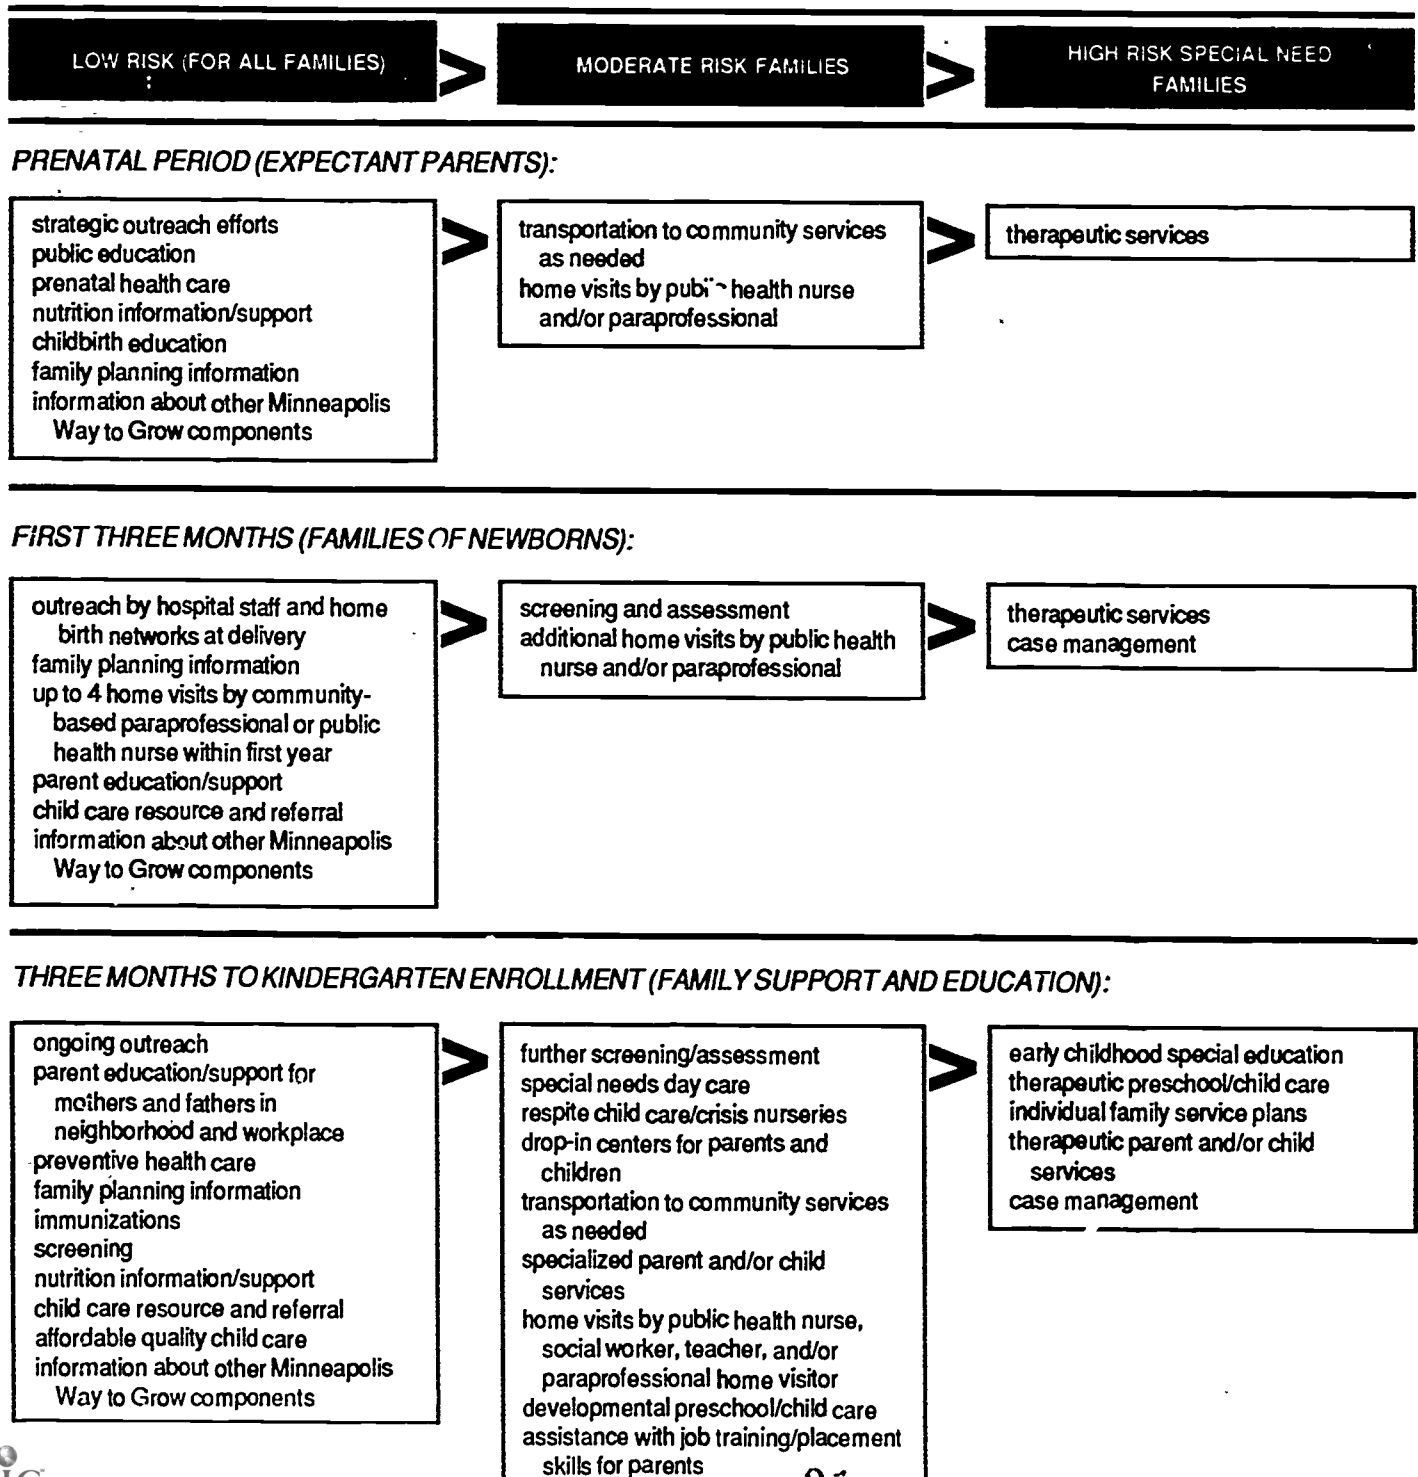 LOW RISK (FOR ALL FAMILIES)
>
MODERATE RISK FAMILIES
>
HIGH RISK SPECIAL NEED
FAMILIES
PRENATAL PERIOD (EXPECTANT PARENTS):
strategic outreach efforts
public education
prenatal health care
nutrition information/support
childbirth education
family planning information
information about other Minneapolis
Way to Grow components
>
transportation to community services
as needed
home visits by health nurse
and/or paraprofessional
>
therapeutic services
FIRST THREE MONTHS (FAMILIES OF NEWBORNS):
outreach by hospital staff and home
birth networks at delivery
family planning information
up to 4 home visits by community-
based paraprofessional or public
health nurse within first year
parent education/support
child care resource and referral
information about other Minneapolis
Way to Grow components
>
screening and assessment
additional home visits by public health
nurse and/or paraprofessional
>
therapeutic services
case management
THREE MONTHS TO KINDERGARTEN ENROLLMENT (FAMILY SUPPORT AND EDUCATION):
ongoing outreach
parent education/support for
mothers and fathers in
neighborhood and workplace
preventive health care
family planning information
immunizations
screening
nutrition information/support
child care resource and referral
affordable quality child care
information about other Minneapolis
Way to Grow components
>
further screening/assessment
special needs day care
respite child care/crisis nurseries
drop-in centers for parents and
children
transportation to community services
as needed
specialized parent and/or child
services
home visits by public health nurse,
social worker, teacher, and/or
paraprofessional home visitor
developmental preschool/child care
assistance with job training/placement
skills for parents
>
early childhood special education
therapeutic preschool/child care
individual family service plans
therapeutic parent and/or child
services
case management